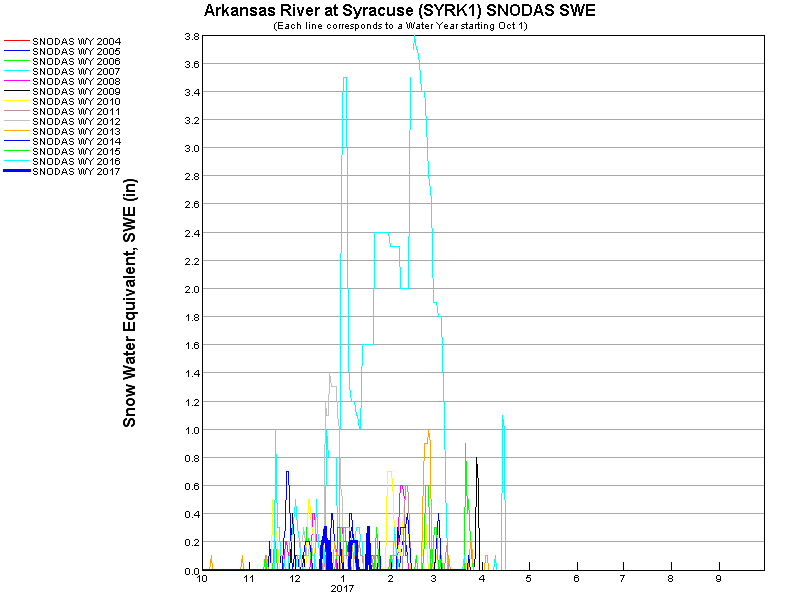 Arkansas River at Syracuse (SYRK1) SNODAS SWE
(Each line corresponds to a Water Year starting Oct 1)
SNODAS WY 2004
SNODAS WY 2005
SNODAS WY 2006
SNODAS WY 2007
SNODAS WY 2008
SNODAS WY 2009
SNODAS WY 2010
SNODAS WY 2011
SNODAS WY 2012
SNODAS WY 2013
SNODAS WY 2014
SNODAS WY 2015
SNODAS WY 2016
SNODAS WY 2017
Snow Water Equivalent, SWE (in)
3.8
3.6
3.4
3.2
3.0
2.8
2.6
2.4
2.2
2.0
1.8
1.6
1.4
1.2
1.0
0.8
0.6
0.4
0.2
0.0
10 11 12 1 2 3 4 5 6 7 8 9
2017